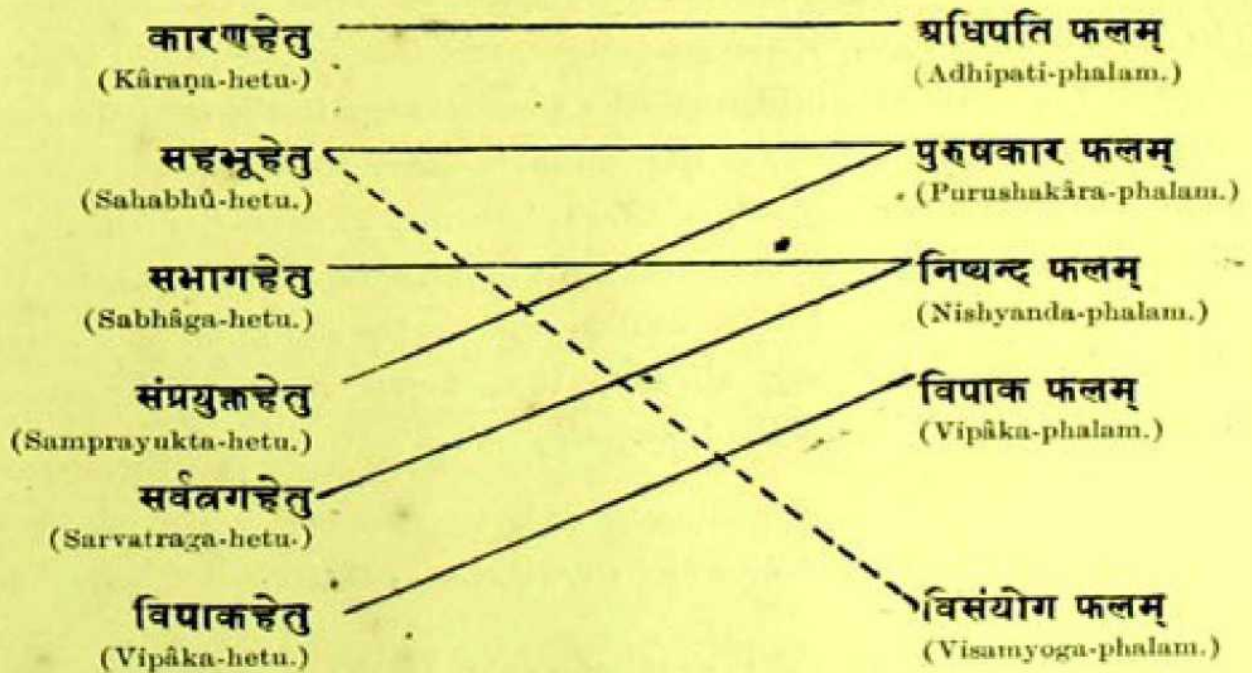 कारणहेतु
(Kâraṇa-hetu.)
सहभूहेतु
(Sahabhû-hetu.)
सभागहेतु
(Sabhâga-hetu.)
संप्रयुक्तहेतु
(Samprayukta-hetu.)
सर्वत्रगहेतु
(Sarvatraga-hetu.)
विपाकहेतु
(Vipâka-hetu.)
अधिपति फलम्
(Adhipati-phalam.)
पुरुषकार फलम्
(Purushakâra-phalam.)
निष्यन्द फलम्
(Nishyanda-phalam.)
विपाक फलम्
(Vipâka-phalam.)
विसंयोग फलम्
(Visamyoga-phalam.)